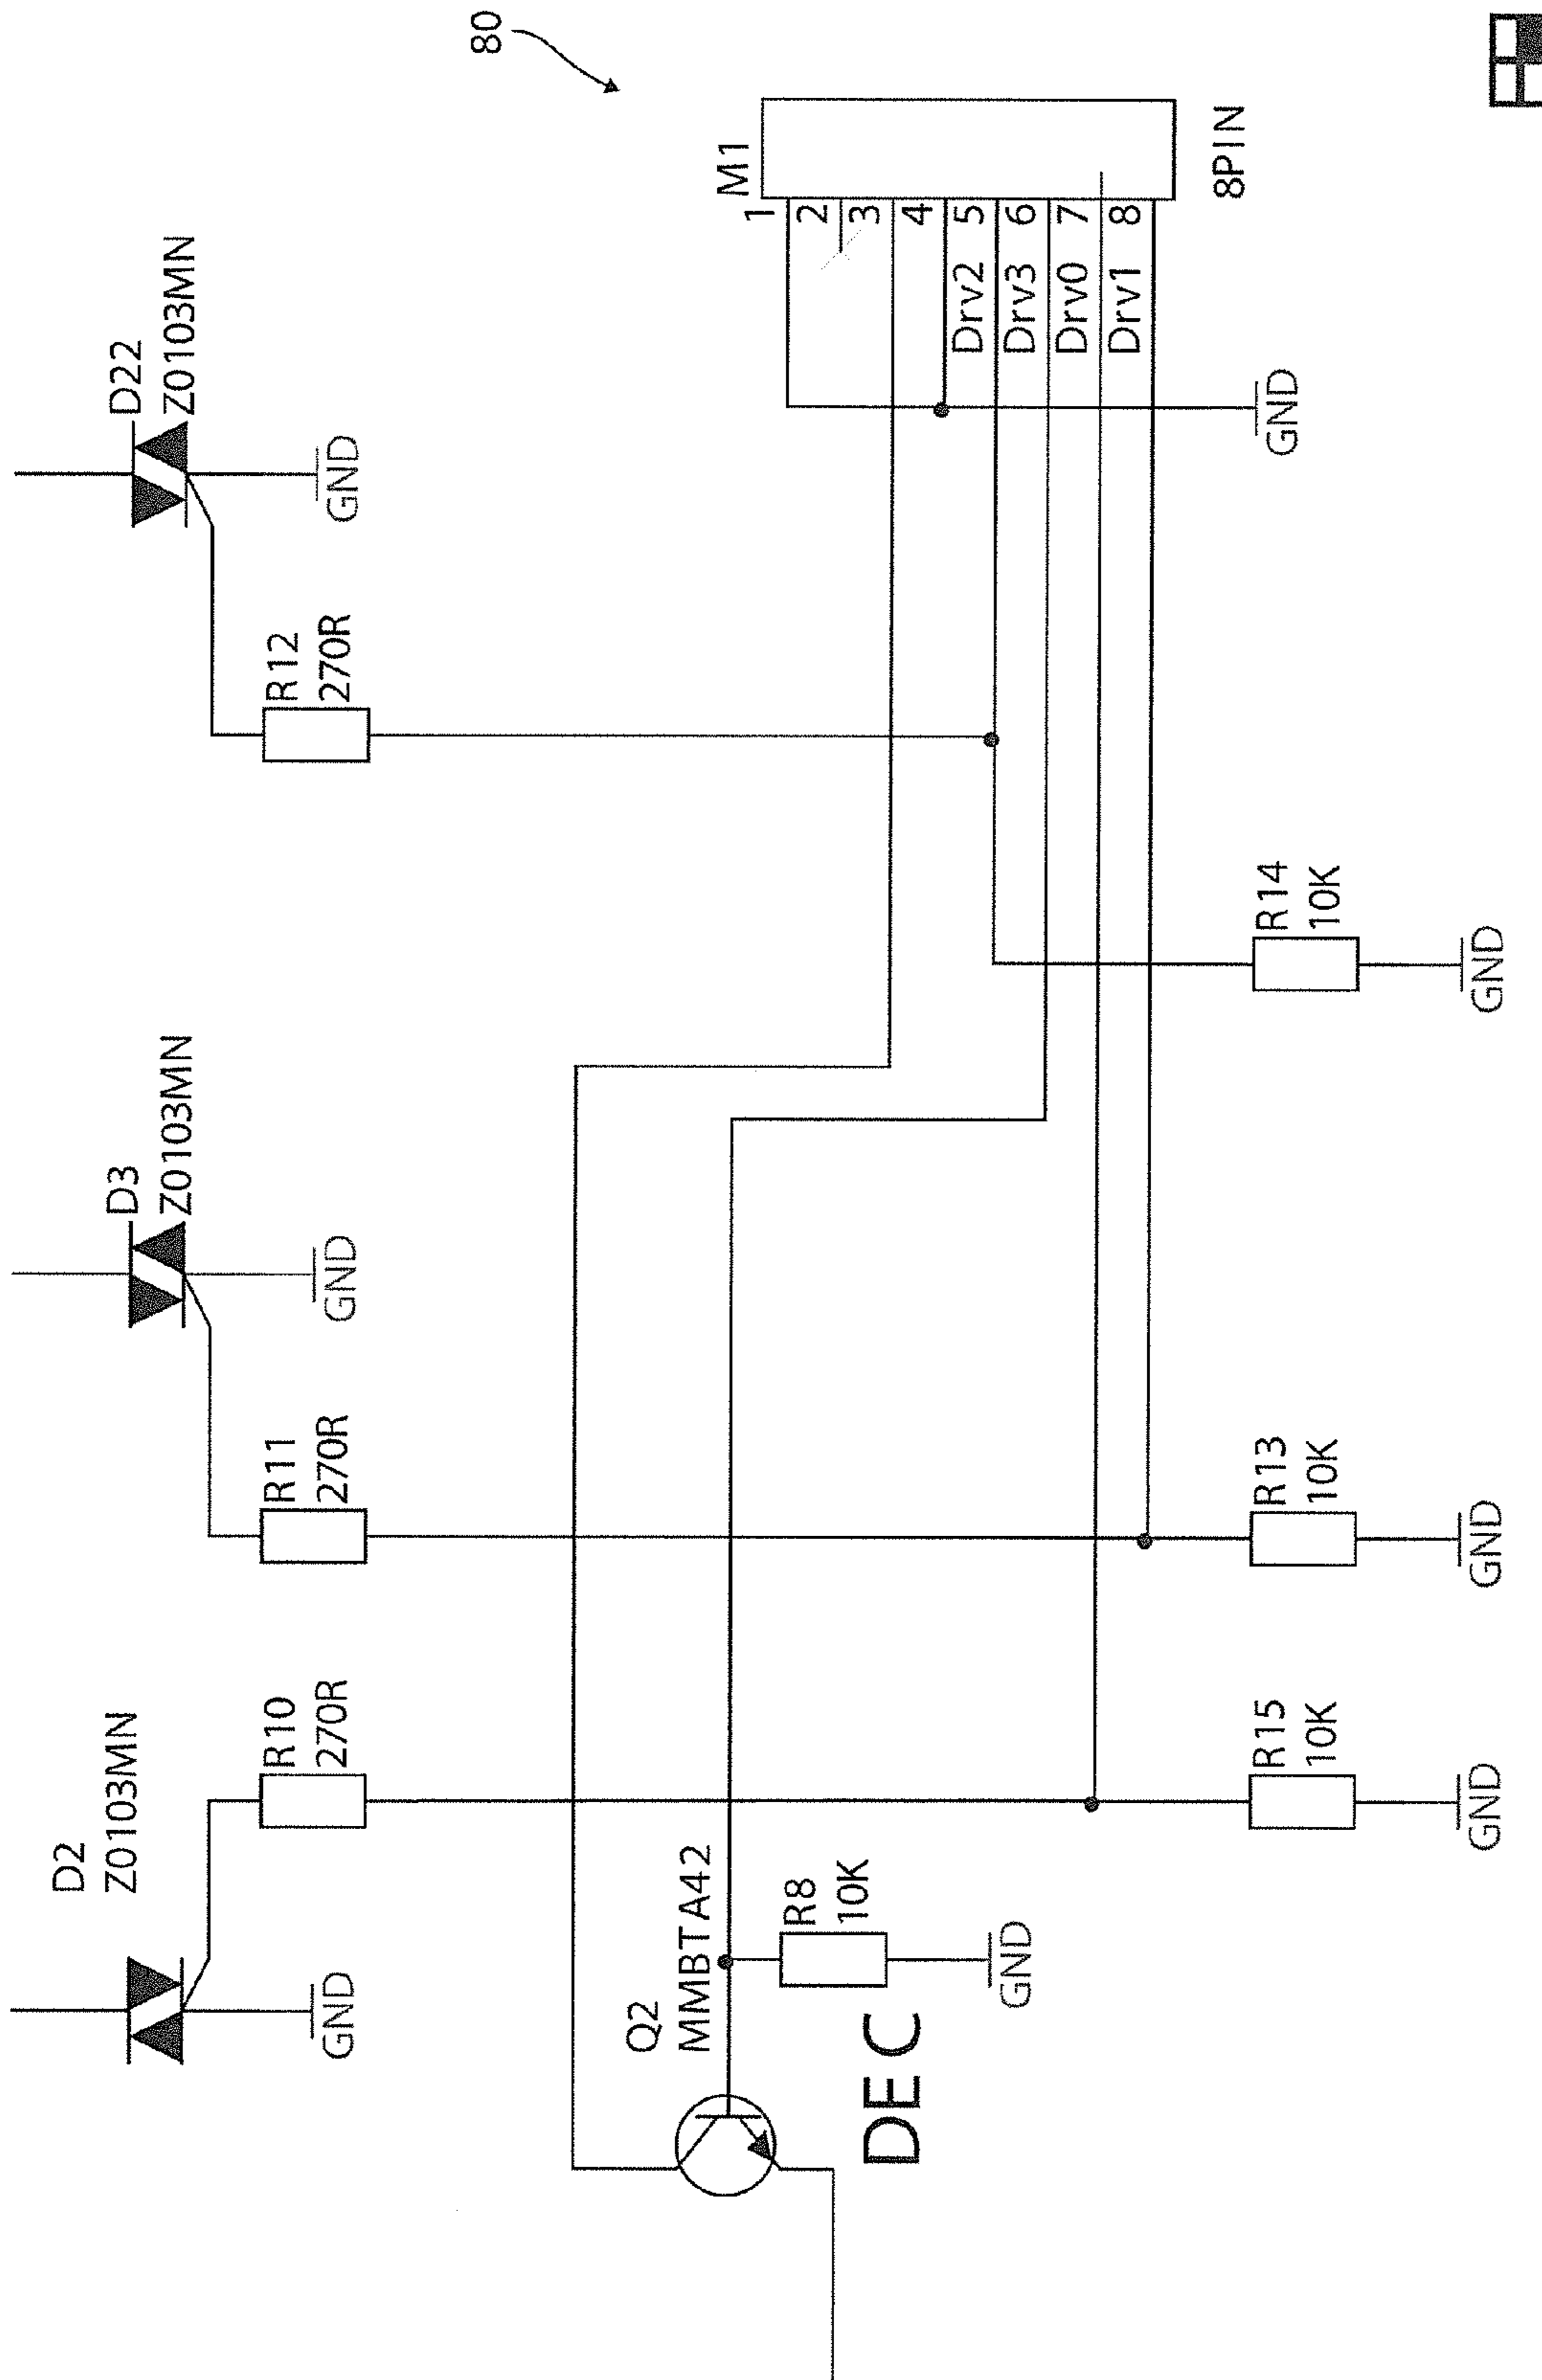 80
D2
Z0103MN
D3
Z0103MN
D22
Z0103MN
GND
GND
GND
R10
270R
R11
270R
R12
270R
Q2
MMBTA42
M1
1
2
3
4
Drv2 5
Drv3 6
Drv0 7
Drv1 8
8PIN
R8
10K
DEC
GND
GND
R15
10K
R13
10K
R14
10K
GND
GND
GND